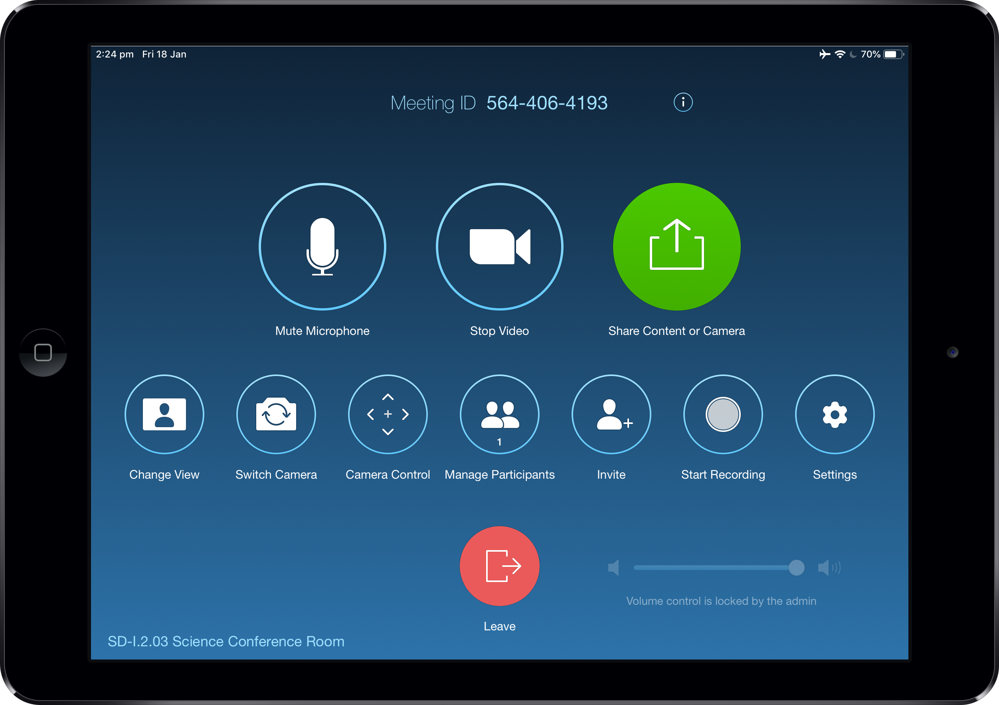 2:24 pm Fri 18 Jan 70%
Meeting ID 564-406-4193
Mute Microphone Stop Video Share Content or Camera
1
Change View Switch Camera Camera Control Manage Participants Invite Start Recording Settings
Volume control is locked by the admin
Leave
SD-I.2.03 Science Conference Room